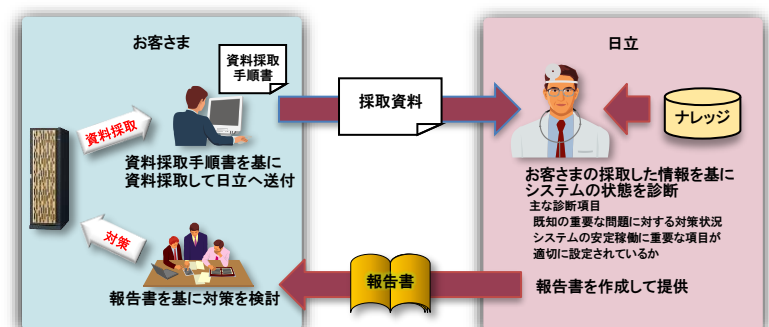 お客さま
資料採取
手順書
資料採取
資料採取手順書を基に
資料採取して日立へ送付
対策
報告書を基に対策を検討
採取資料
報告書
日立
ナレッジ
お客さまの採取した情報を基に
システムの状態を診断
主な診断項目
既知の重要な問題に対する対策状況
システムの安定稼働に重要な項目が
適切に設定されているか
報告書を作成して提供